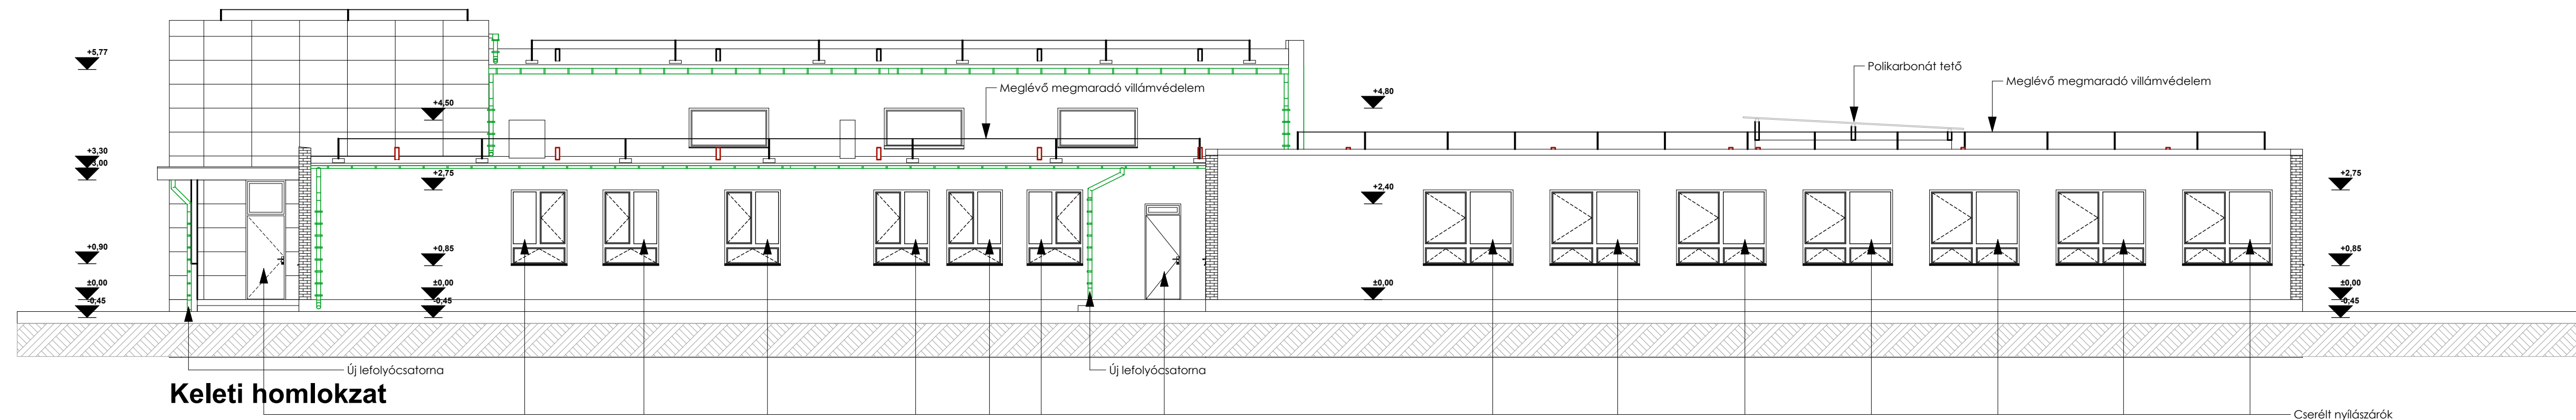 +5,77
Polikarbonát tető
Meglévő megmaradó villámvédelem
Meglévő megmaradó villámvédelem
+4,80
+4,50
+3,30
+3,00
+2,75
+2,75
+2,40
+0,90
+0,85
+0,85
±0,00
±0,00
±0,00
±0,00
-0,45
-0,45
-0,45
Új lefolyócsatorna
Új lefolyócsatorna
Keleti homlokzat
Cserélt nyílászárók